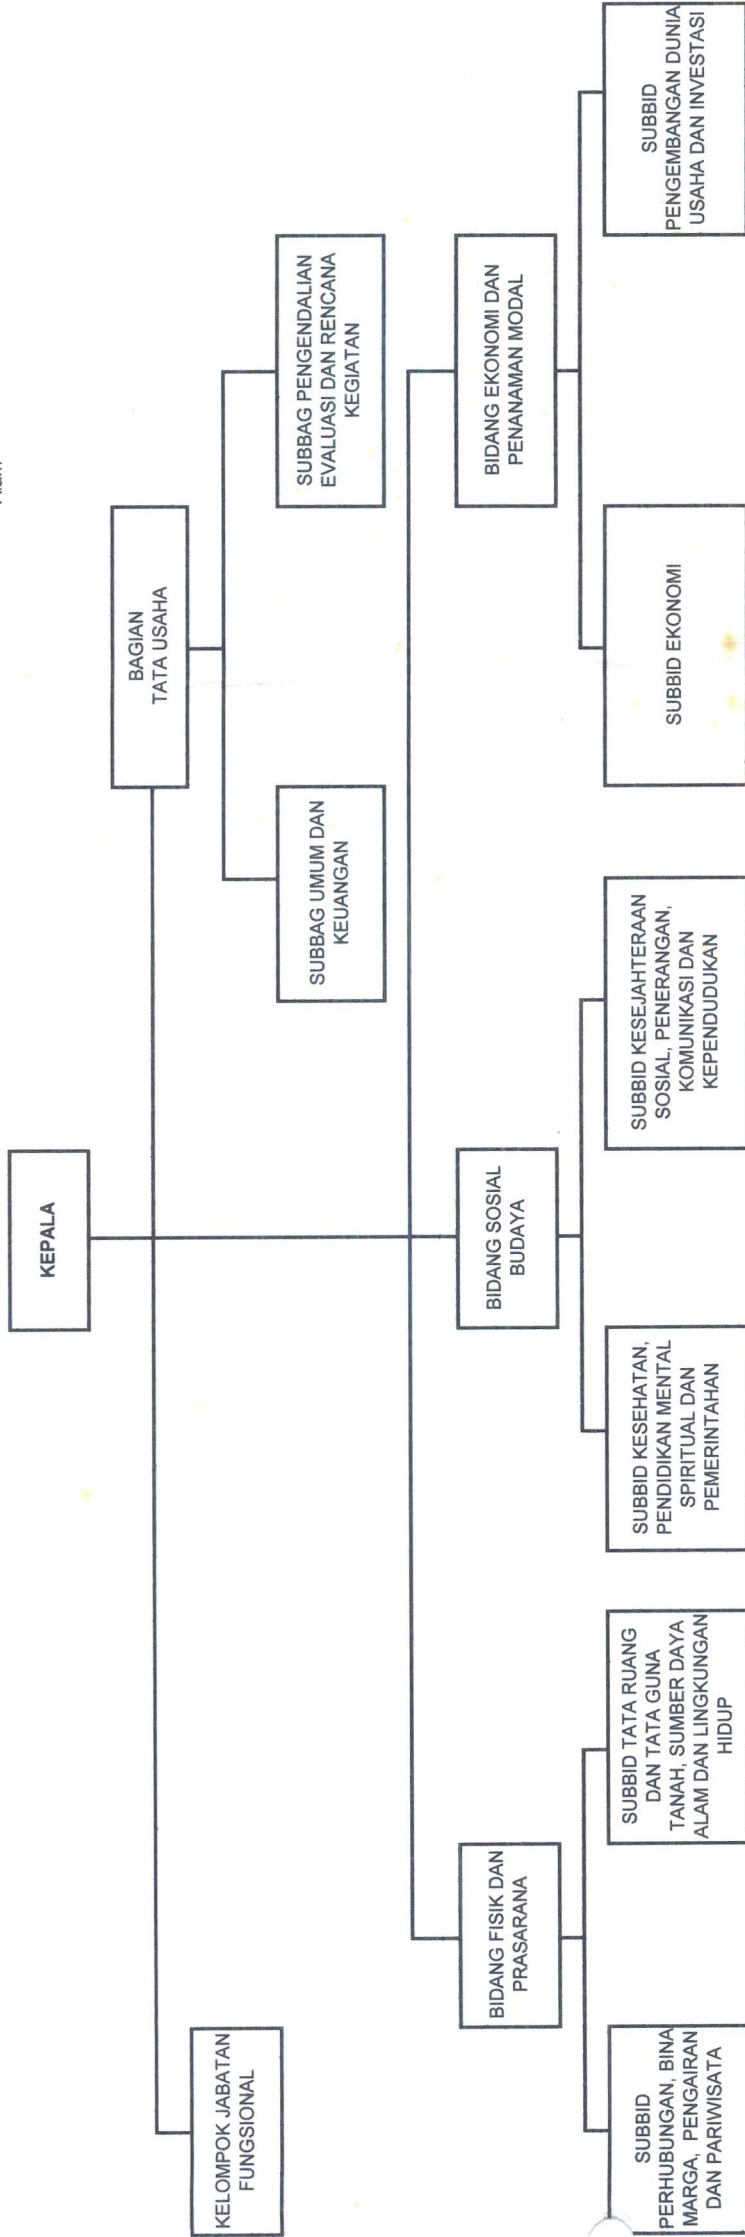 KEPALA
BAGIAN
TATA USAHA
KELOMPOK JABATAN
FUNGSIONAL
SUBBAG UMUM DAN
KEUANGAN
SUBBAG PENGENDALIAN
EVALUASI DAN RENCANA
KEGIATAN
BIDANG FISIK DAN
PRASARANA
BIDANG SOSIAL
BUDAYA
BIDANG EKONOMI DAN
PENANAMAN MODAL
SUBBID
PERHUBUNGAN, BINA
MARGA, PENGAIRAN
DAN PARIWISATA
SUBBID TATA RUANG
DAN TATA GUNA
TANAH, SUMBER DAYA
ALAM DAN LINGKUNGAN
HIDUP
SUBBID KESEHATAN,
PENDIDIKAN MENTAL
SPIRITUAL DAN
PEMERINTAHAN
SUBBID KESEJAHTERAAN
SOSIAL, PENERANGAN,
KOMUNIKASI DAN
KEPENDUDUKAN
SUBBID EKONOMI
SUBBID
PENGEMBANGAN DUNIA
USAHA DAN INVESTASI